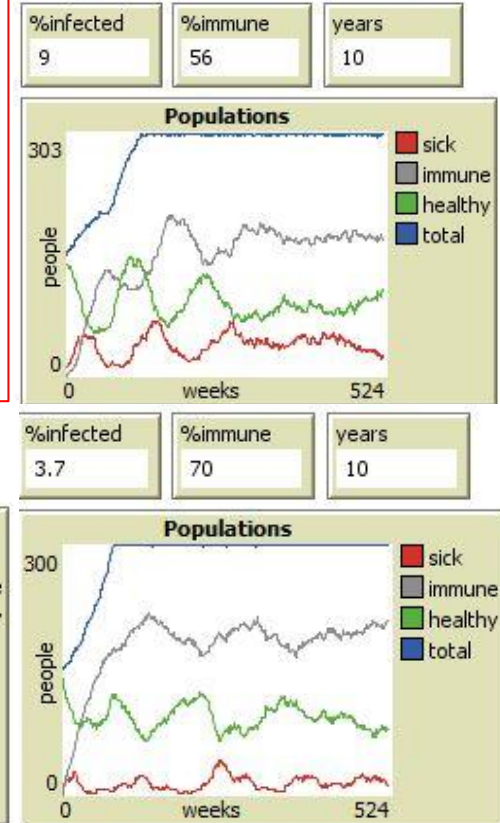 %infected %immune years
9 56 10
Populations
303
people
0
0 weeks 524
sick
immune
healthy
total
%infected %immune years
3.7 70 10
Populations
300
people
0
0 weeks 524
sick
immune
healthy
total